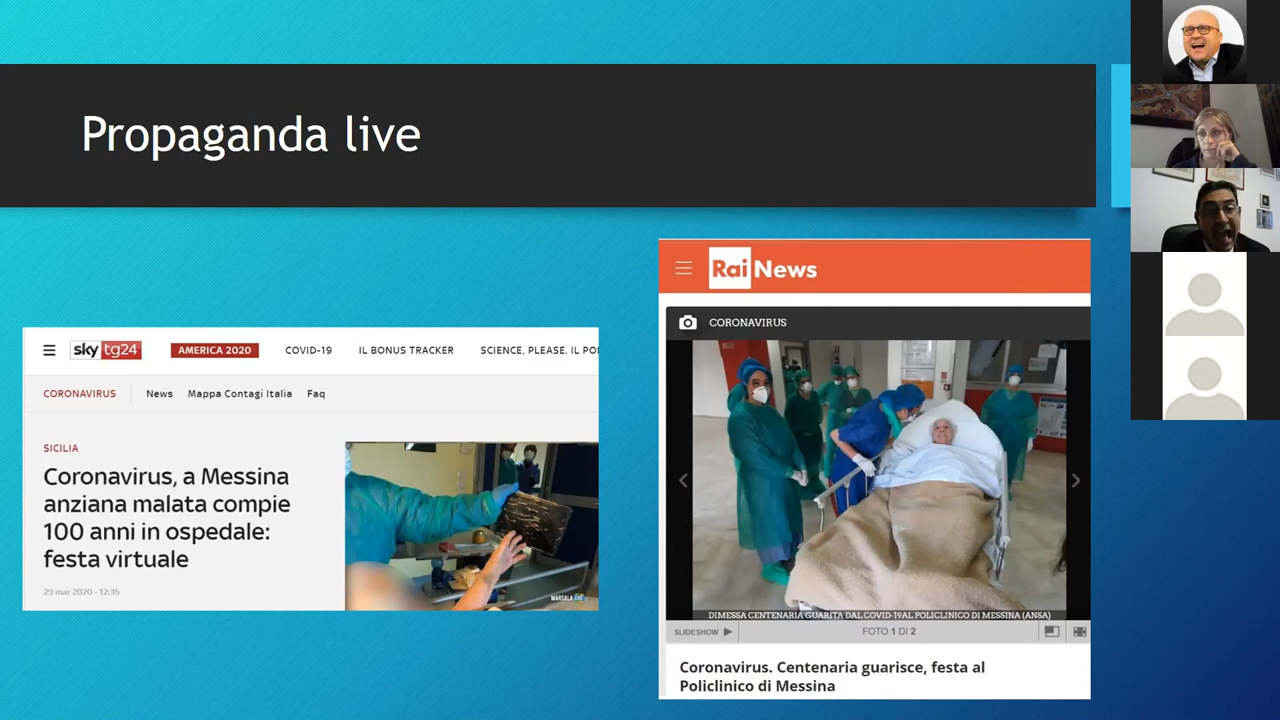 Propaganda live
sky tg24
AMERICA 2020
COVID-19
IL BONUS TRACKER
SCIENCE, PLEASE. IL
CORONAVIRUS
News
Mappa Contagi Italia
Faq
SICILIA
Coronavirus, a Messina
anziana malata compie
100 anni in ospedale:
festa virtuale
29 mar 2020 - 12:35
MARSALA LIVE
Rai News
CORONAVIRUS
DIMESSA CENTENARIA GUARITA DAL COVID-19AL POLICLINICO DI MESSINA (ANSA)
SLIDESHOW
FOTO 1 DI 2
Coronavirus. Centenaria guarisce, festa al
Policlinico di Messina